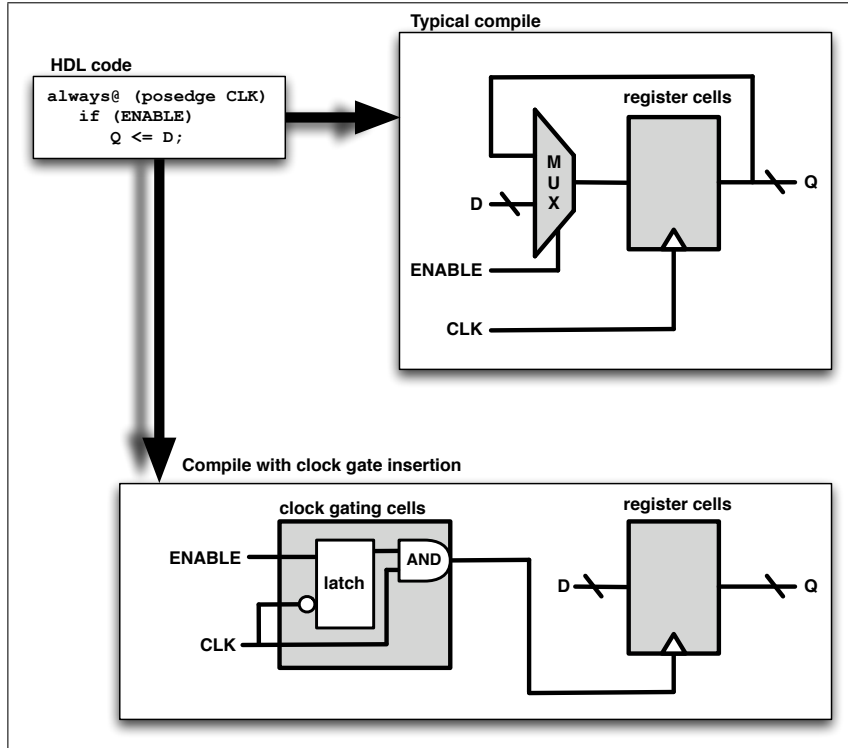 Typical compile
HDL code
always@ (posedge CLK)
if (ENABLE)
Q <= D;
register cells
M
U
X
D
Q
ENABLE
CLK
Compile with clock gate insertion
clock gating cells
register cells
ENABLE
AND
latch
D
Q
CLK